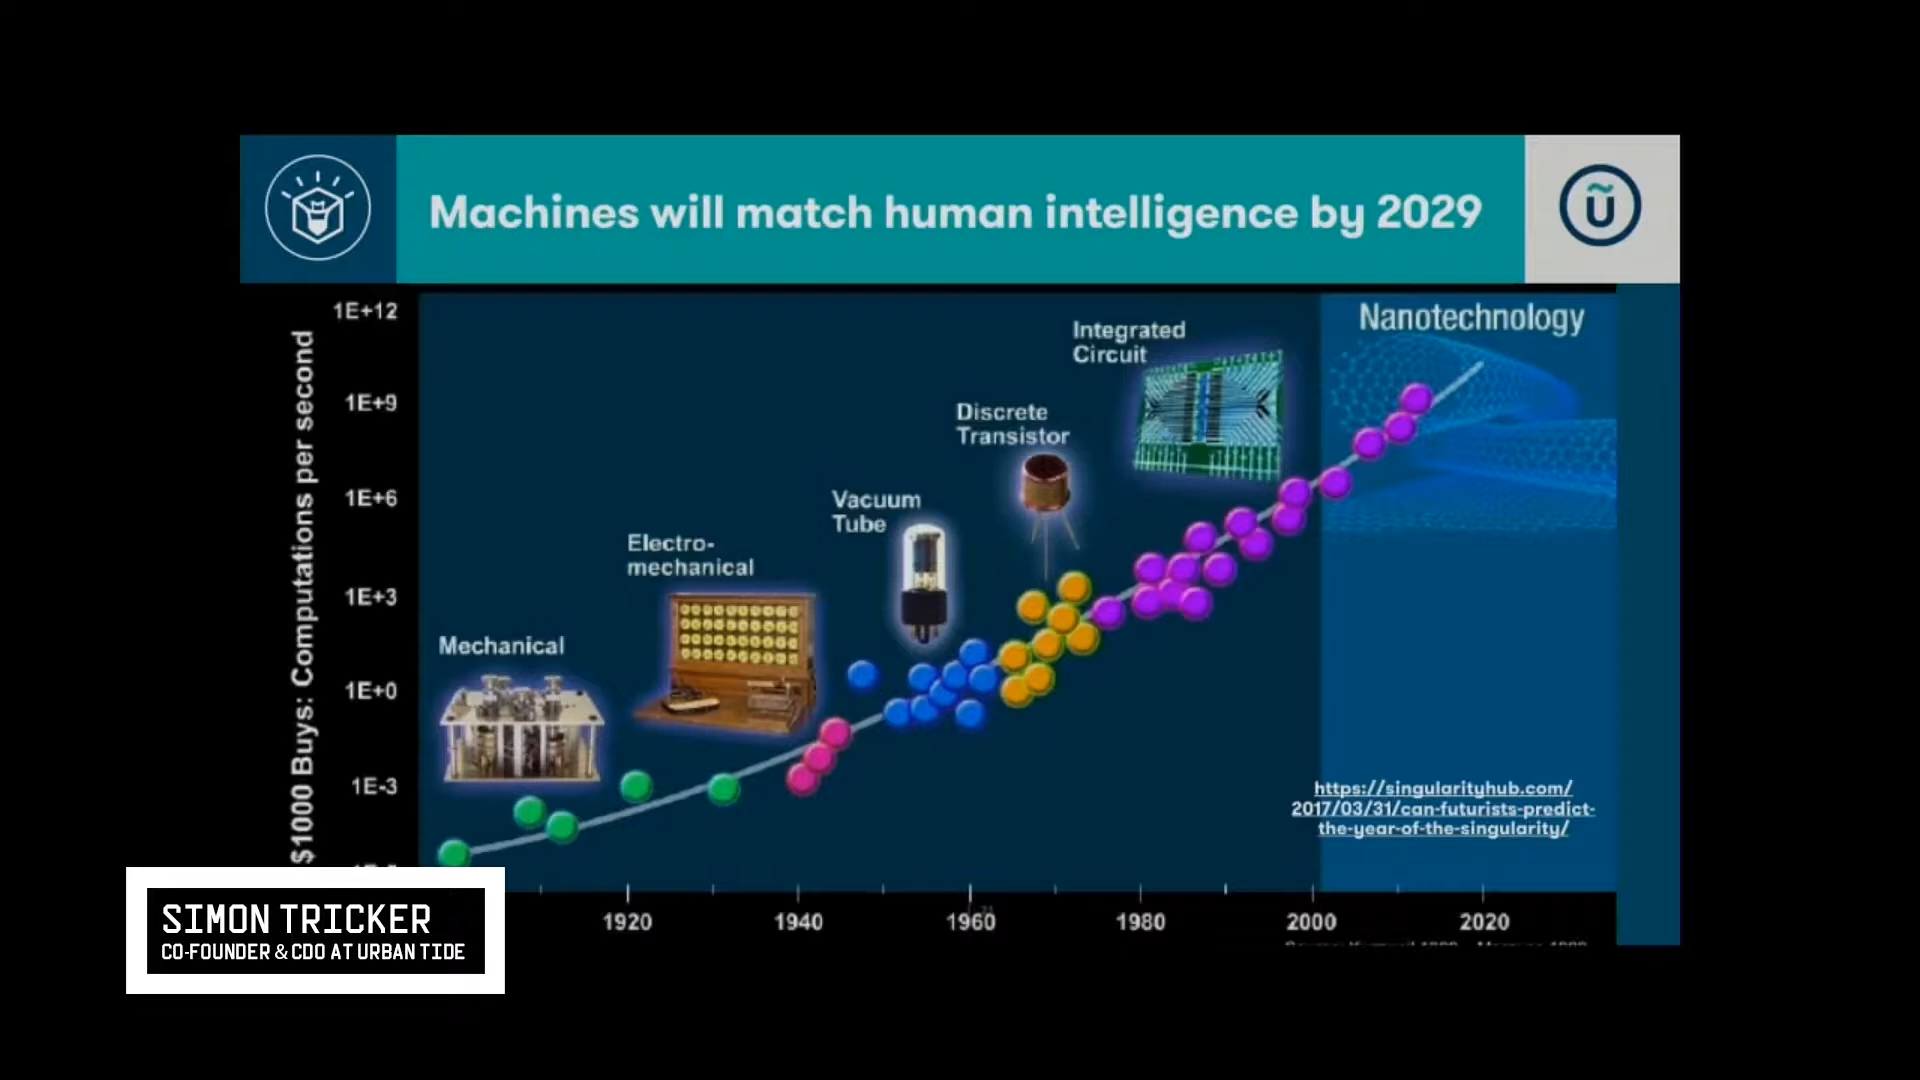 Machines will match human intelligence by 2029
$1000 Buys: Computations per second
1E+12
1E+9
1E+6
1E+3
1E+0
1E-3
Nanotechnology
Integrated
Circuit
Discrete
Transistor
Vacuum
Tube
Electro-
mechanical
Mechanical
https://singularityhub.com/
2017/03/31/can-futurists-predict-
the-year-of-the-singularity/
1920
1940
1960
1980
2000
2020
SIMON TRICKER
CO-FOUNDER & CDO AT URBAN TIDE